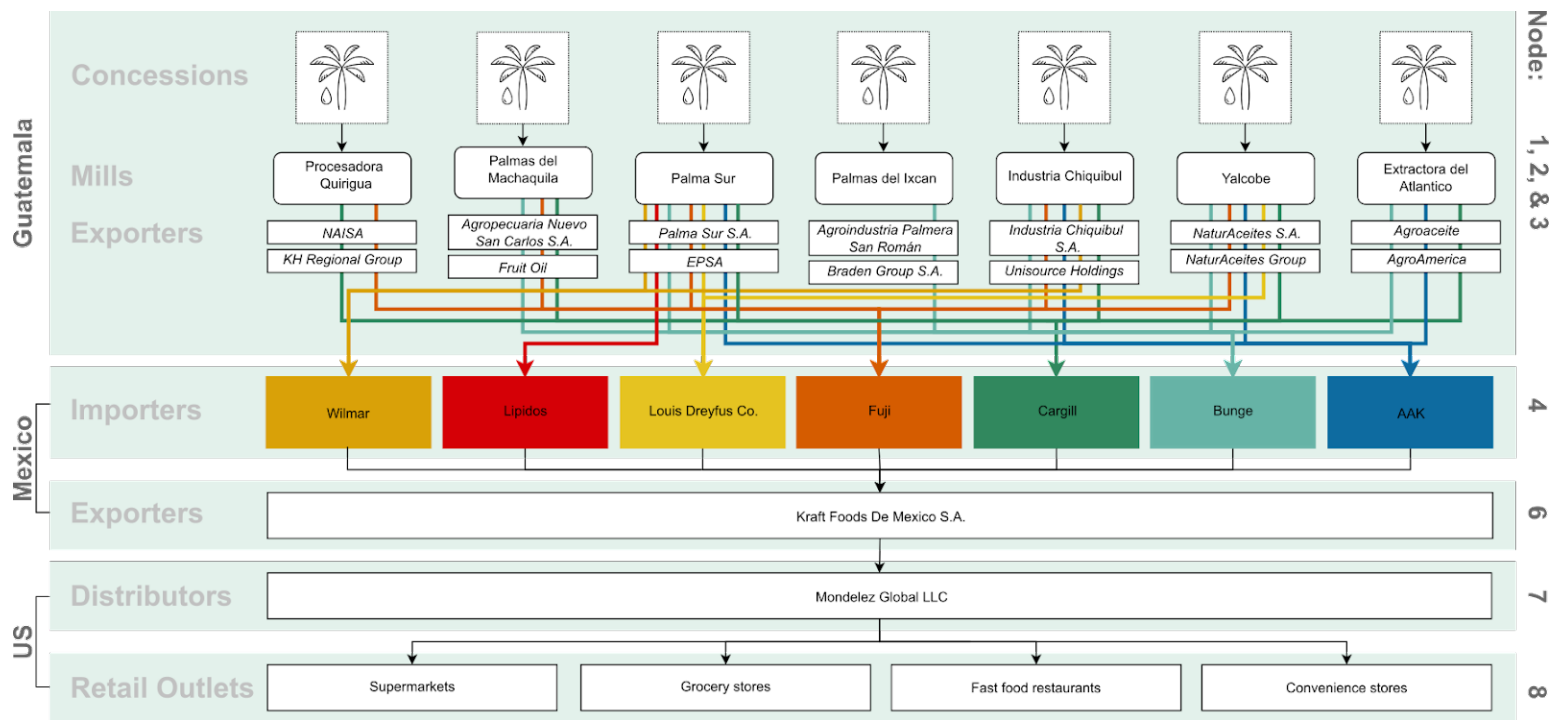 Node:
Concessions
Guatemala
1, 2, & 3
Mills
Procesadora
Quirigua
Palmas del
Machaquila
Palma Sur
Palmas del Ixcan
Industria Chiquibul
Yalcobe
Extractora del
Atlantico
Exporters
NAISA
KH Regional Group
Agropecuaria Nuevo
San Carlos S.A.
Fruit Oil
Palma Sur S.A.
EPSA
Agroindustria Palmera
San Román
Braden Group S.A.
Industria Chiquibul
S.A.
Unisource Holdings
NaturAceites S.A.
NaturAceites Group
Agroaceite
AgroAmerica
Mexico
Importers
Wilmar
Lipidos
Louis Dreyfus Co.
Fuji
Cargill
Bunge
AAK
4
Exporters
Kraft Foods De Mexico S.A.
6
US
Distributors
Mondelez Global LLC
7
Retail Outlets
Supermarkets
Grocery stores
Fast food restaurants
Convenience stores
8